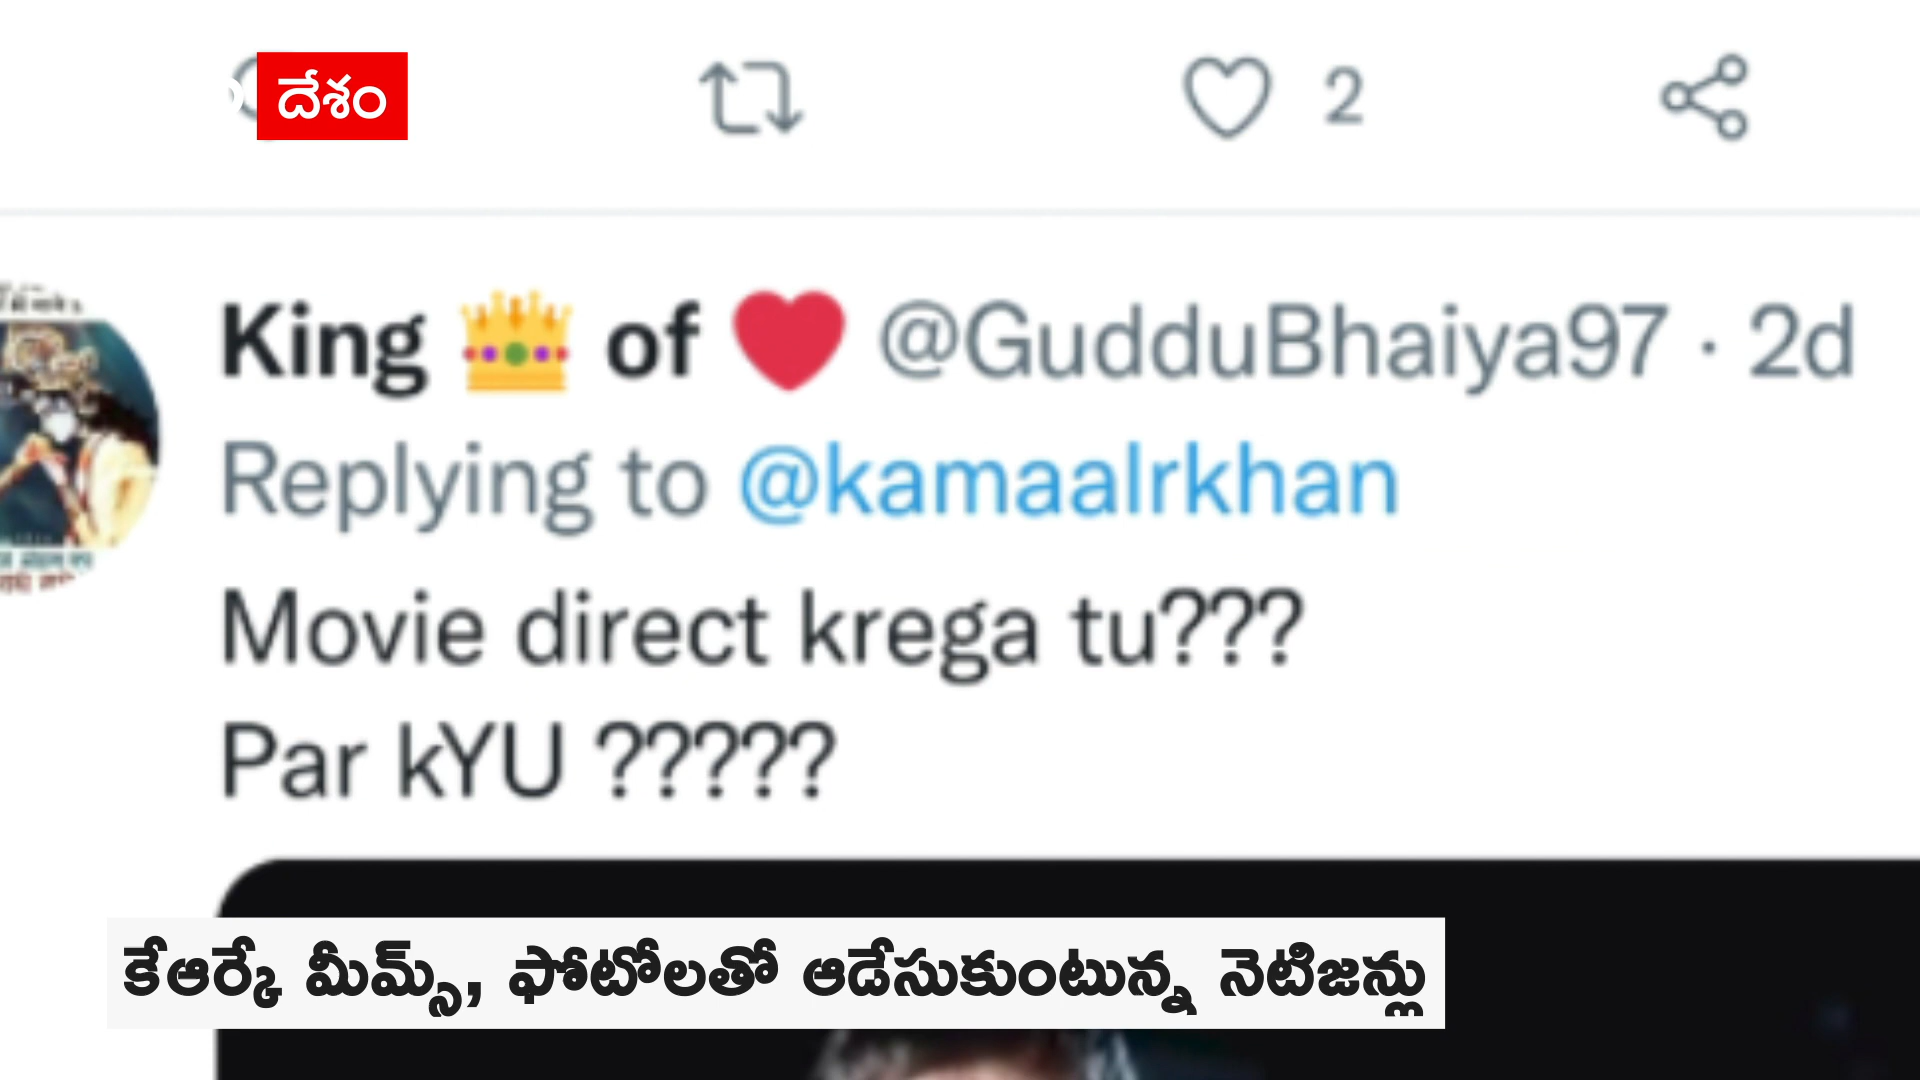 దేశం
2
King 👑 of ❤️ @GudduBhaiya97 · 2d
Replying to @kamaalrkhan
Movie direct krega tu???
Par kYU ?????
కేఆర్కే మీమ్స్, ఫోటోలతో ఆడేసుకుంటున్న నెటిజన్లు